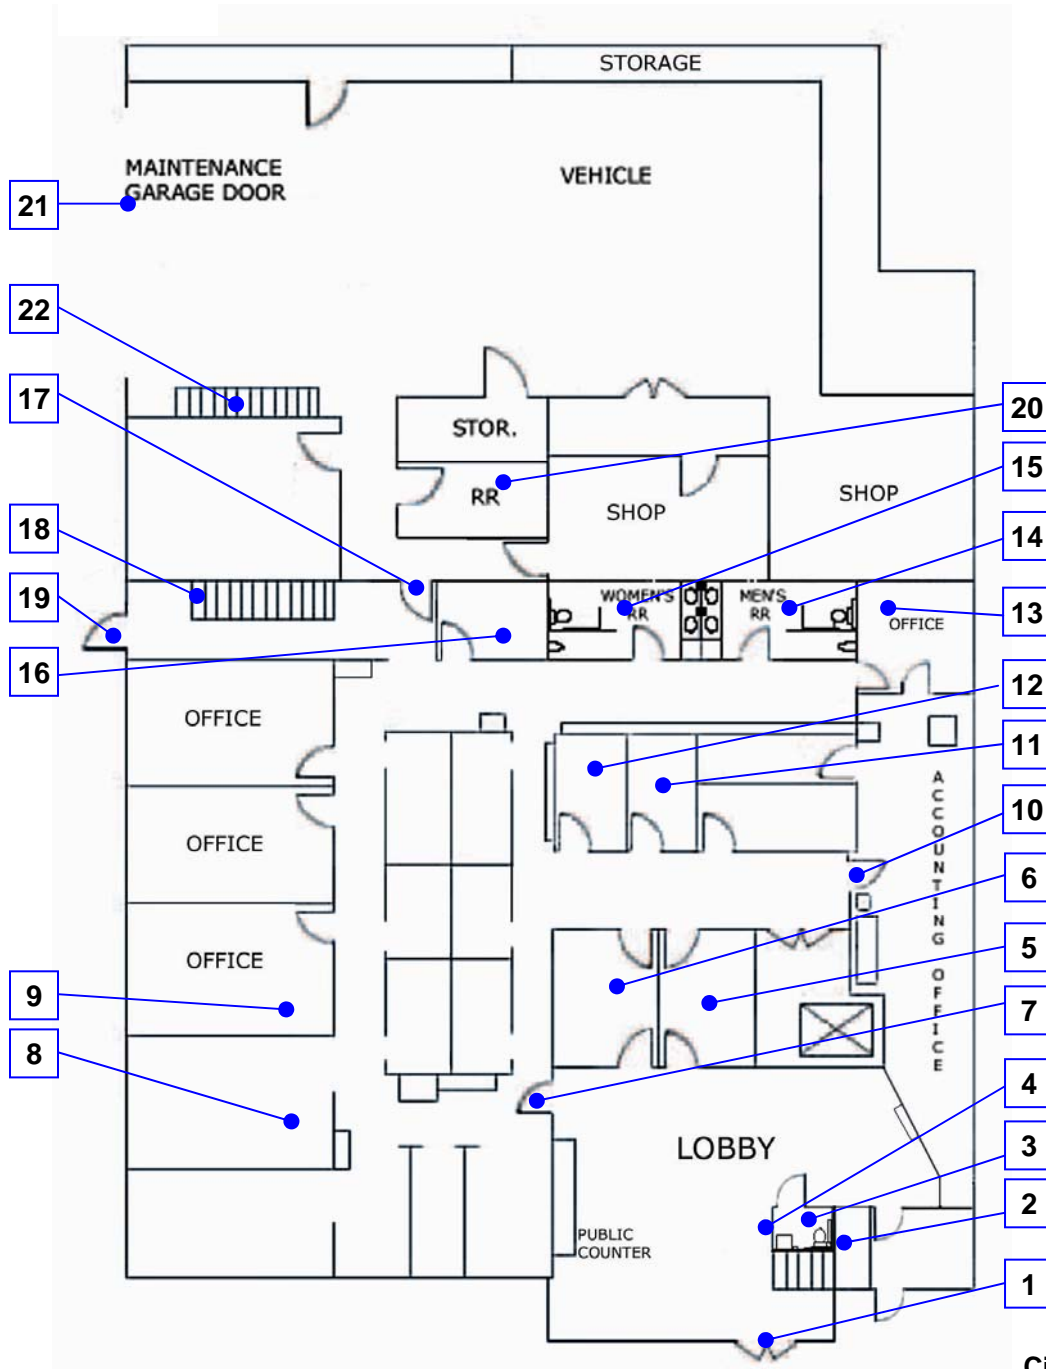 STORAGE
MAINTENANCE
GARAGE DOOR
VEHICLE
21
22
17
STOR.
20
RR
15
SHOP
SHOP
18
14
WOMEN'S
RR
MEN'S
RR
19
13
OFFICE
16
12
OFFICE
11
ACCOUNTING OFFICE
10
OFFICE
6
5
OFFICE
9
7
8
4
LOBBY
3
2
PUBLIC
COUNTER
1